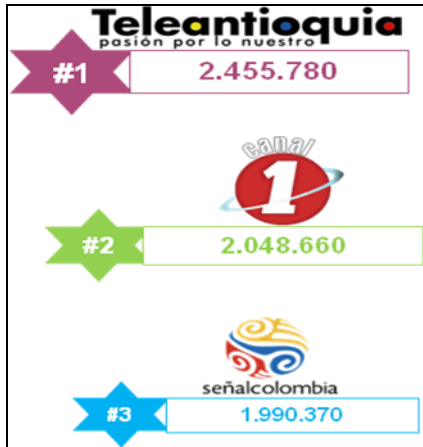 Teleantioquia
pasión por lo nuestro
#1
2.455.780
canal
1
#2
2.048.660
señalcolombia
#3
1.990.370